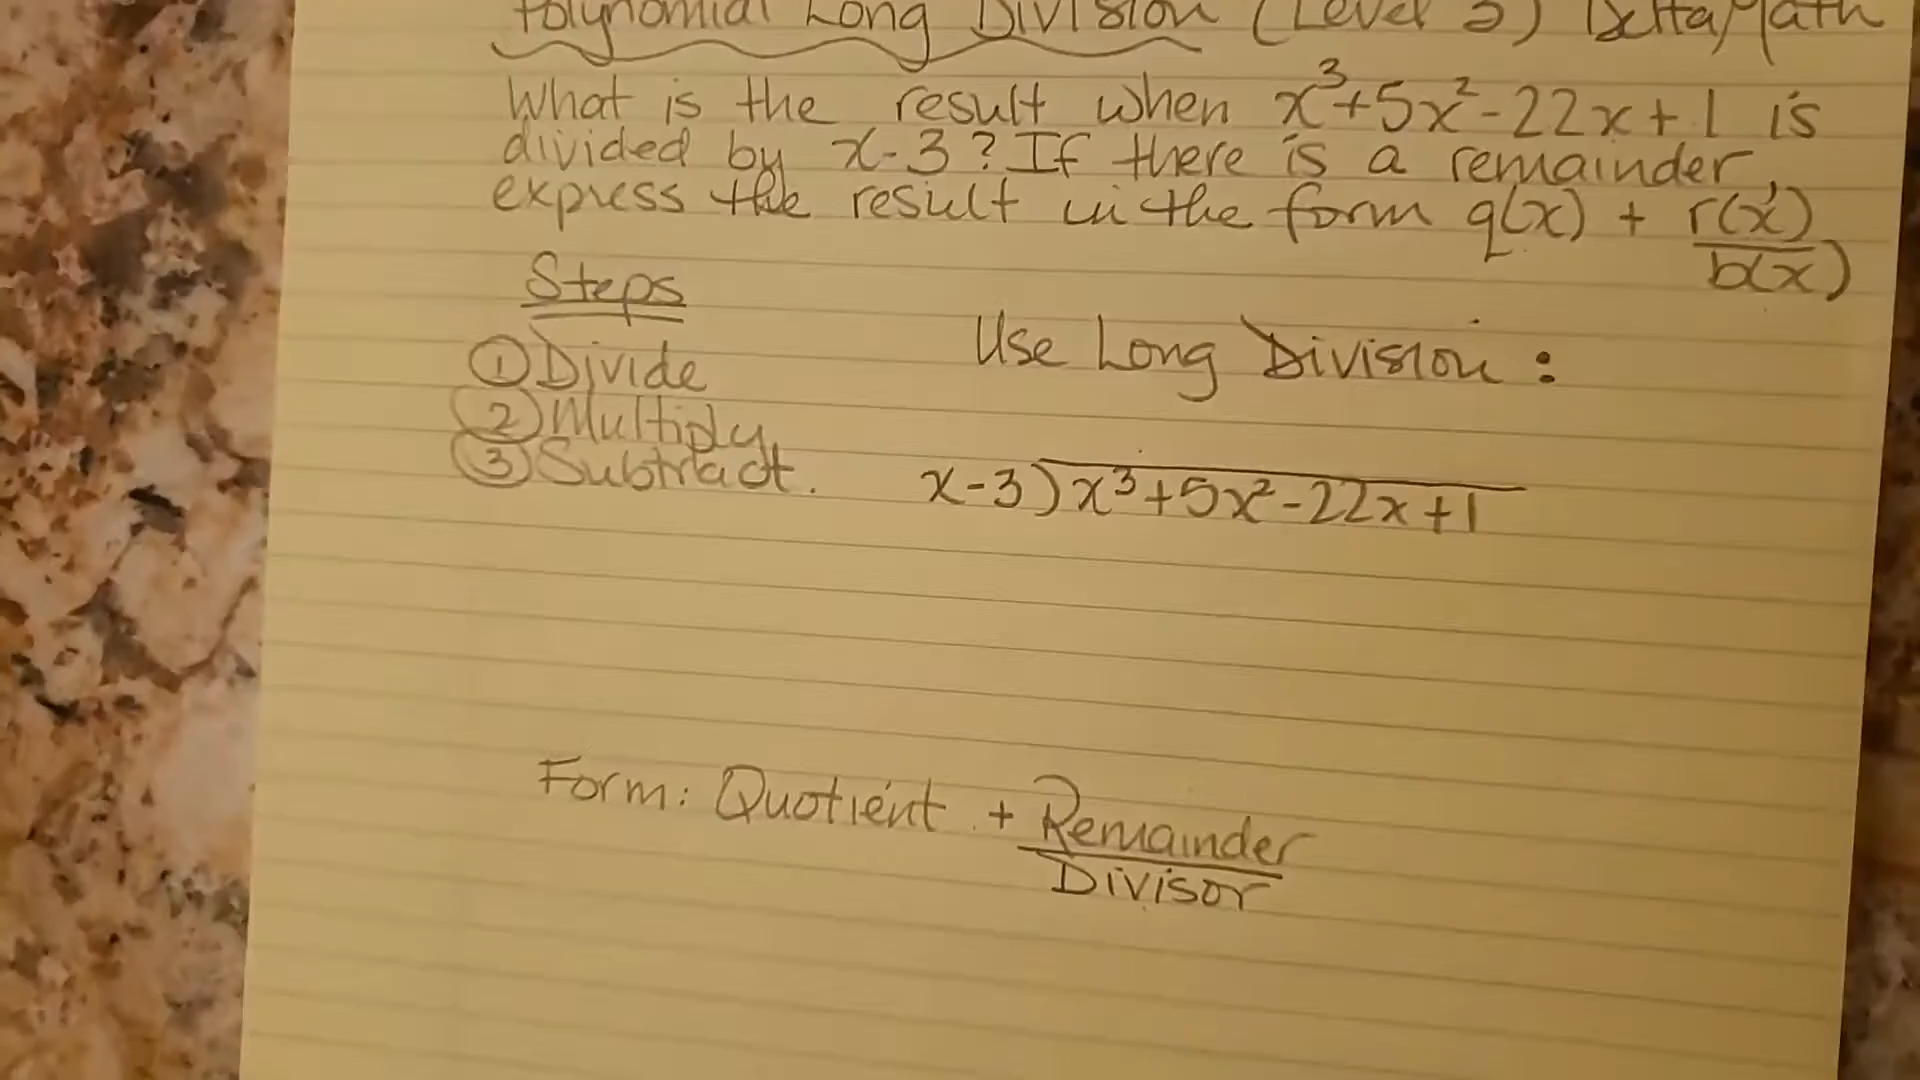 Polynomial Long Division (Level 2) DeltaMath
What is the result when x³+5x²-22x+1 is
divided by x-3? If there is a remainder,
express the result in the form q(x) + r(x)/b(x)
Steps
① Divide
② Multiply
③ Subtract.
Use Long Division:
x-3)x³+5x²-22x+1
Form: Quotient + Remainder/Divisor